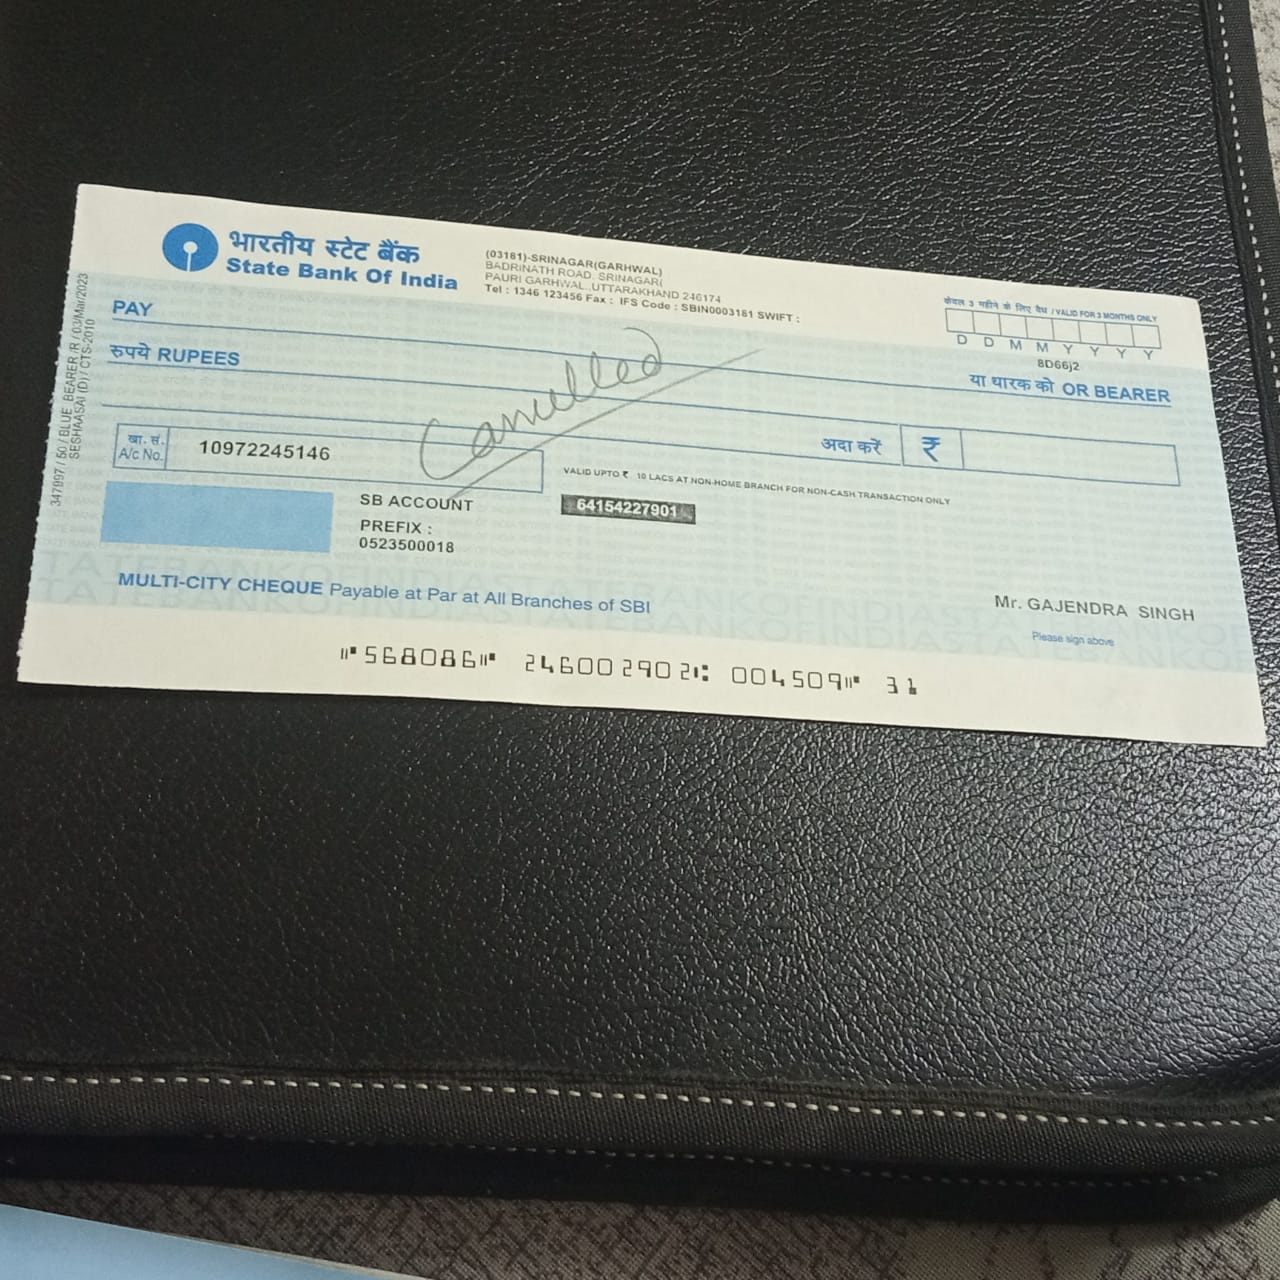 भारतीय स्टेट बैंक
State Bank Of India
(03181)-SRINAGAR(GARHWAL)
BADRINATH ROAD, SRINAGAR(
PAURI GARHWAL.,UTTARAKHAND 246174
Tel : 1346 123456 Fax : IFS Code : SBIN0003181 SWIFT :
केवल 3 महीने के लिए वैध / VALID FOR 3 MONTHS ONLY
D D M M Y Y Y Y
8D66j2
PAY
या धारक को OR BEARER
रुपये RUPEES
Cancelled
अदा करें ₹
खा. सं.
A/c No. 10972245146
VALID UPTO ₹ 10 LACS AT NON-HOME BRANCH FOR NON-CASH TRANSACTION ONLY
SB ACCOUNT
64154227901
PREFIX :
0523500018
MULTI-CITY CHEQUE Payable at Par at All Branches of SBI
Mr. GAJENDRA SINGH
Please sign above
⑈568086⑈ 246002902⑆ 004509⑈ 31
347997 / 50 / BLUE_BEARER /R / 03/Mar/2023
SESHAASAI (D) / CTS-2010